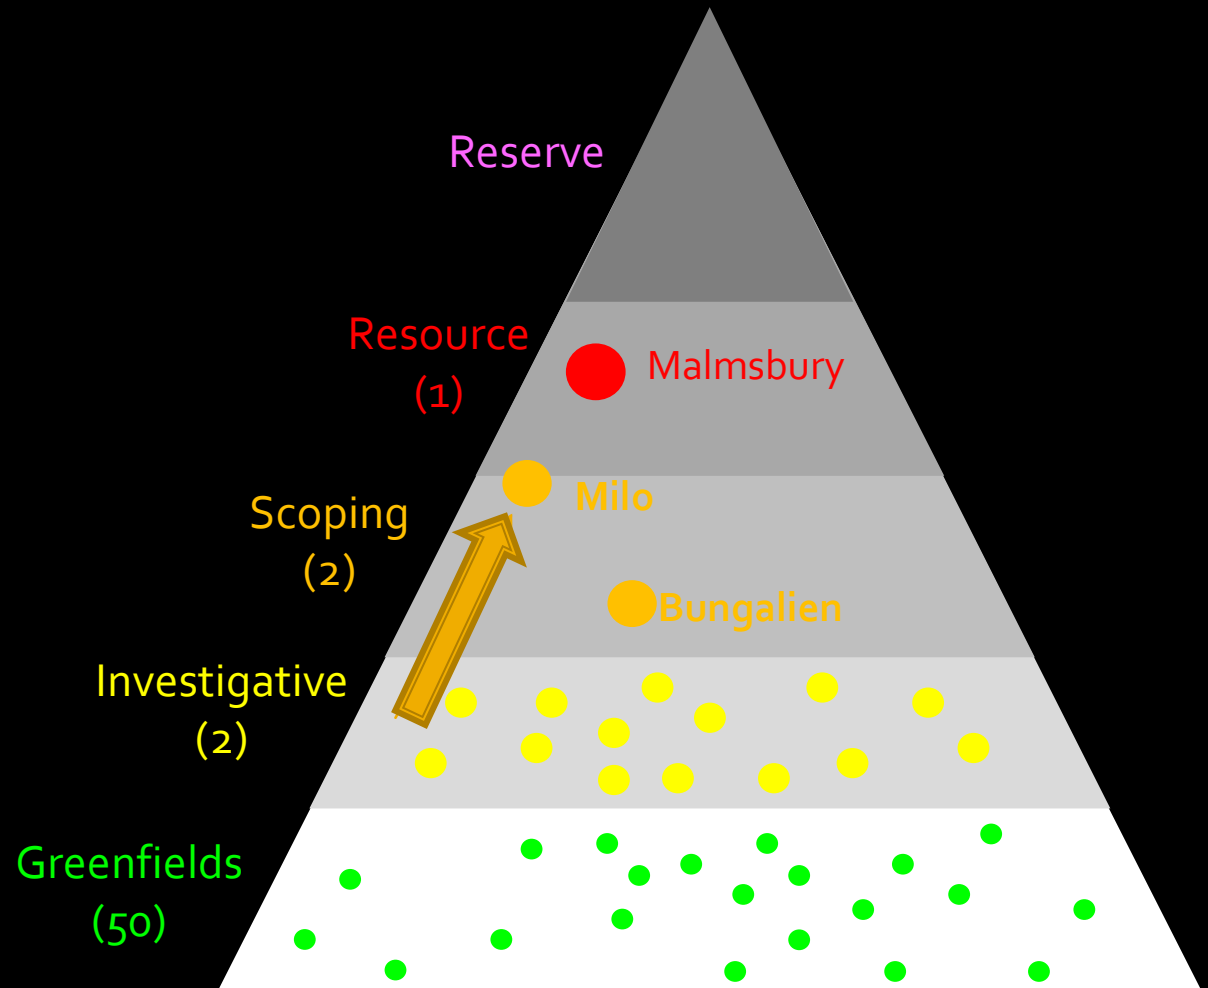 Reserve
Resource
(1)
Malmsbury
Scoping
(2)
Milo
Bungalien
Investigative
(2)
Greenfields
(50)